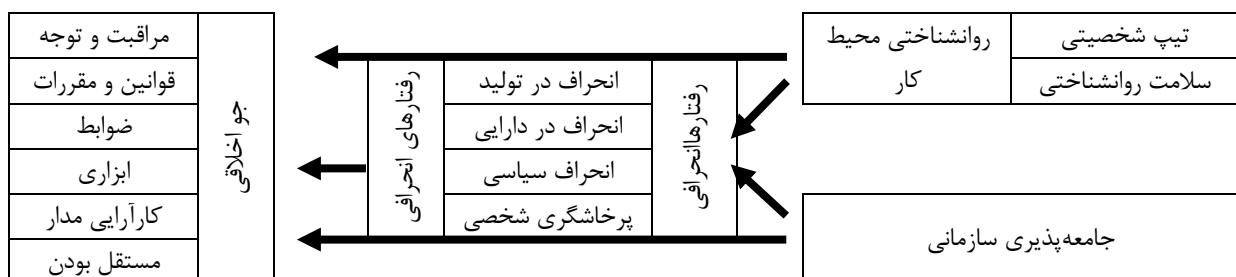 تیپ شخصیتی
سلامت روانشناختی
روانشناختی محیط
کار
جامعه‌پذیری سازمانی
رفتارهاانحرافی
انحراف در تولید
انحراف در دارایی
انحراف سیاسی
پرخاشگری شخصی
رفتارهای انحرافی
جو اخلاقی
مراقبت و توجه
قوانین و مقررات
ضوابط
ابزاری
کارآرایی مدار
مستقل بودن